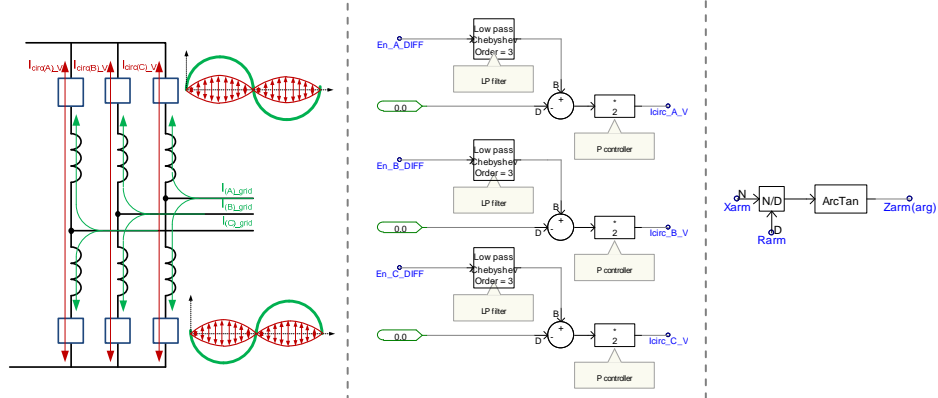 Icirc(A)_V
Icirc(B)_V
Icirc(C)_V
I(A)_grid
I(B)_grid
I(C)_grid
En_A_DIFF
Low pass
Chebyshev
Order = 3
LP filter
B
+
-
D
0.0
*
2
Icirc_A_V
P controller
En_B_DIFF
Low pass
Chebyshev
Order = 3
LP filter
B
+
-
D
0.0
*
2
Icirc_B_V
P controller
En_C_DIFF
Low pass
Chebyshev
Order = 3
LP filter
B
+
-
D
0.0
*
2
Icirc_C_V
P controller
Xarm
N
N/D
D
Rarm
ArcTan
Zarm(arg)